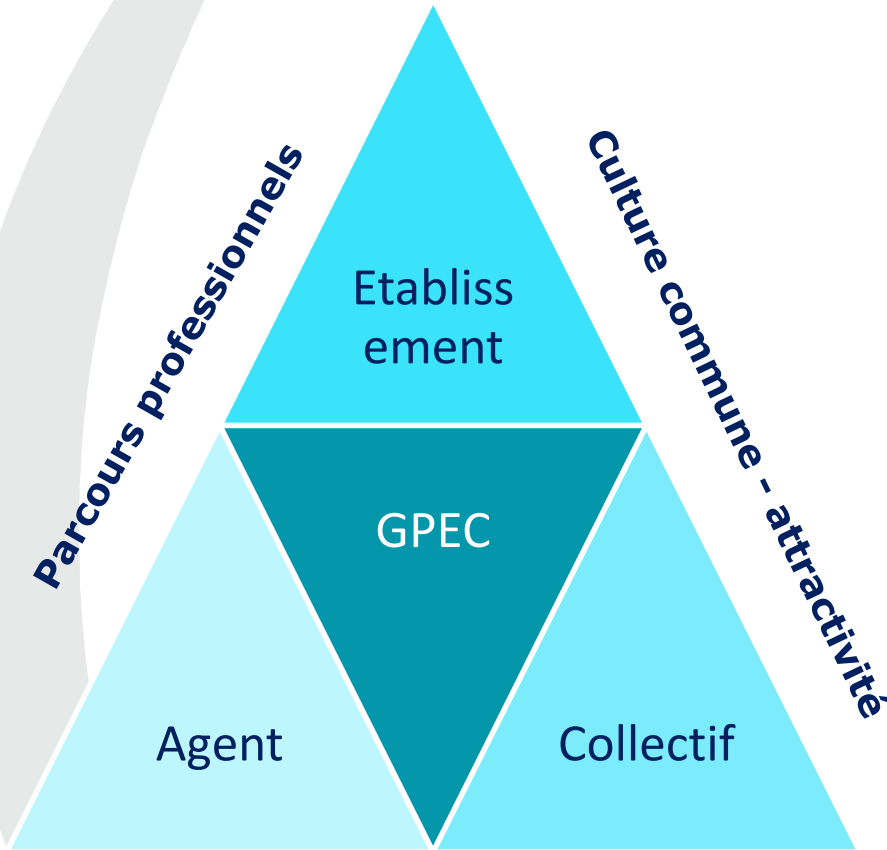 Parcours professionnels
Culture commune – attractivité
Etabliss
ement
GPEC
Agent
Collectif